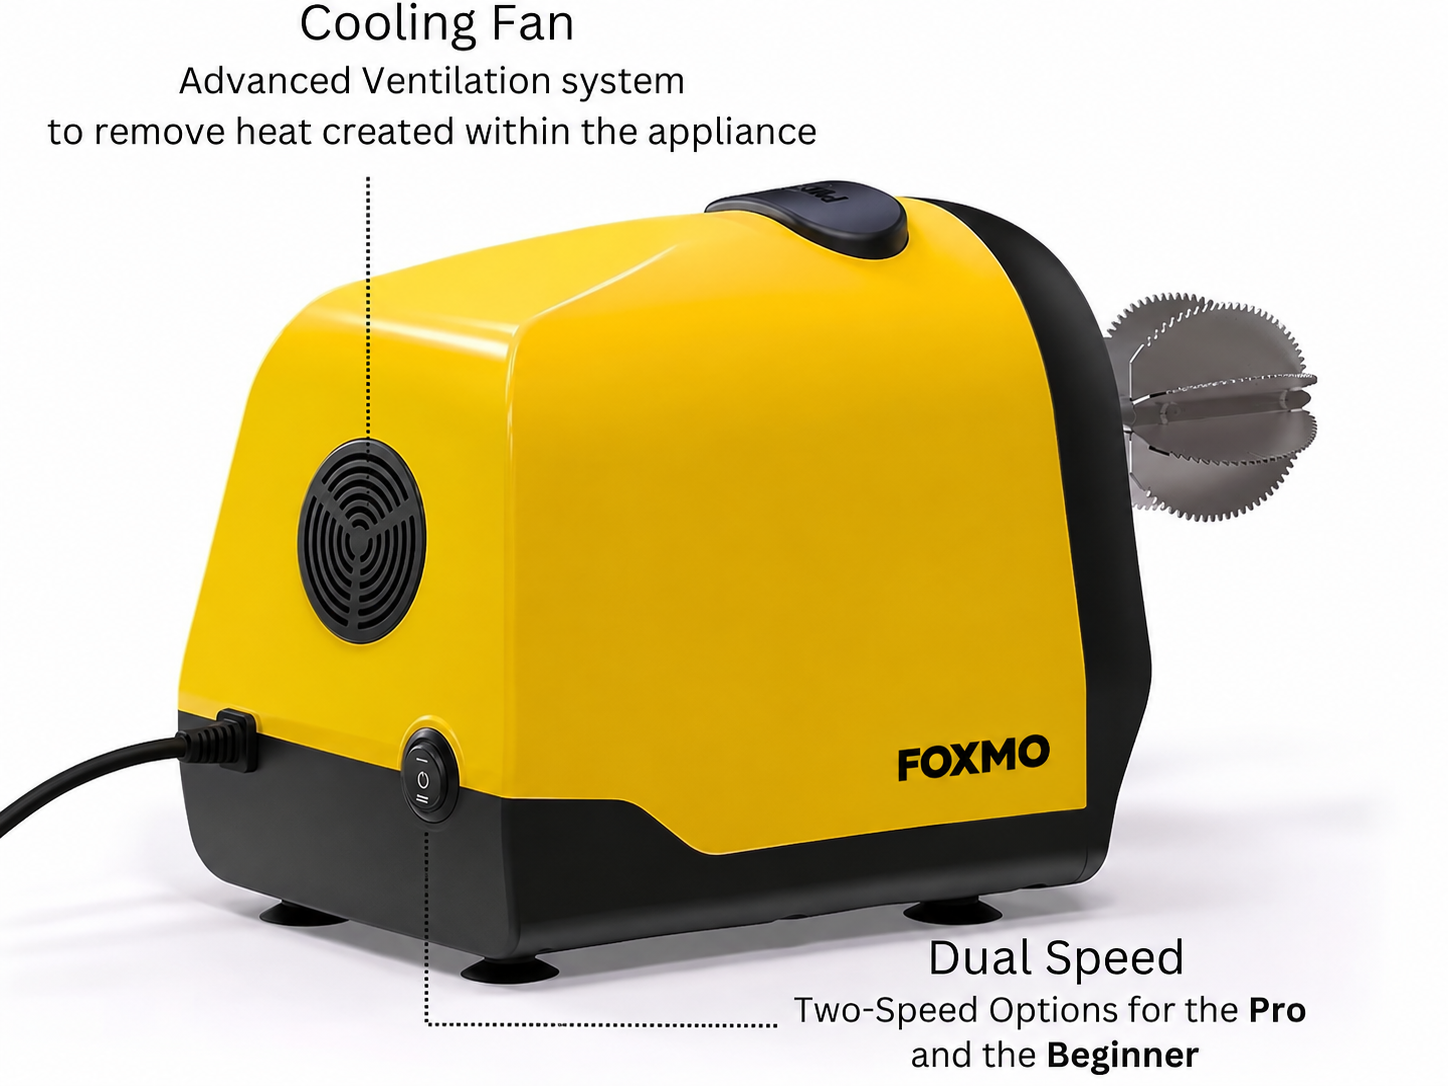 Cooling Fan
Advanced Ventilation system
to remove heat created within the appliance
FOXMO
Dual Speed
Two-Speed Options for the Pro
and the Beginner